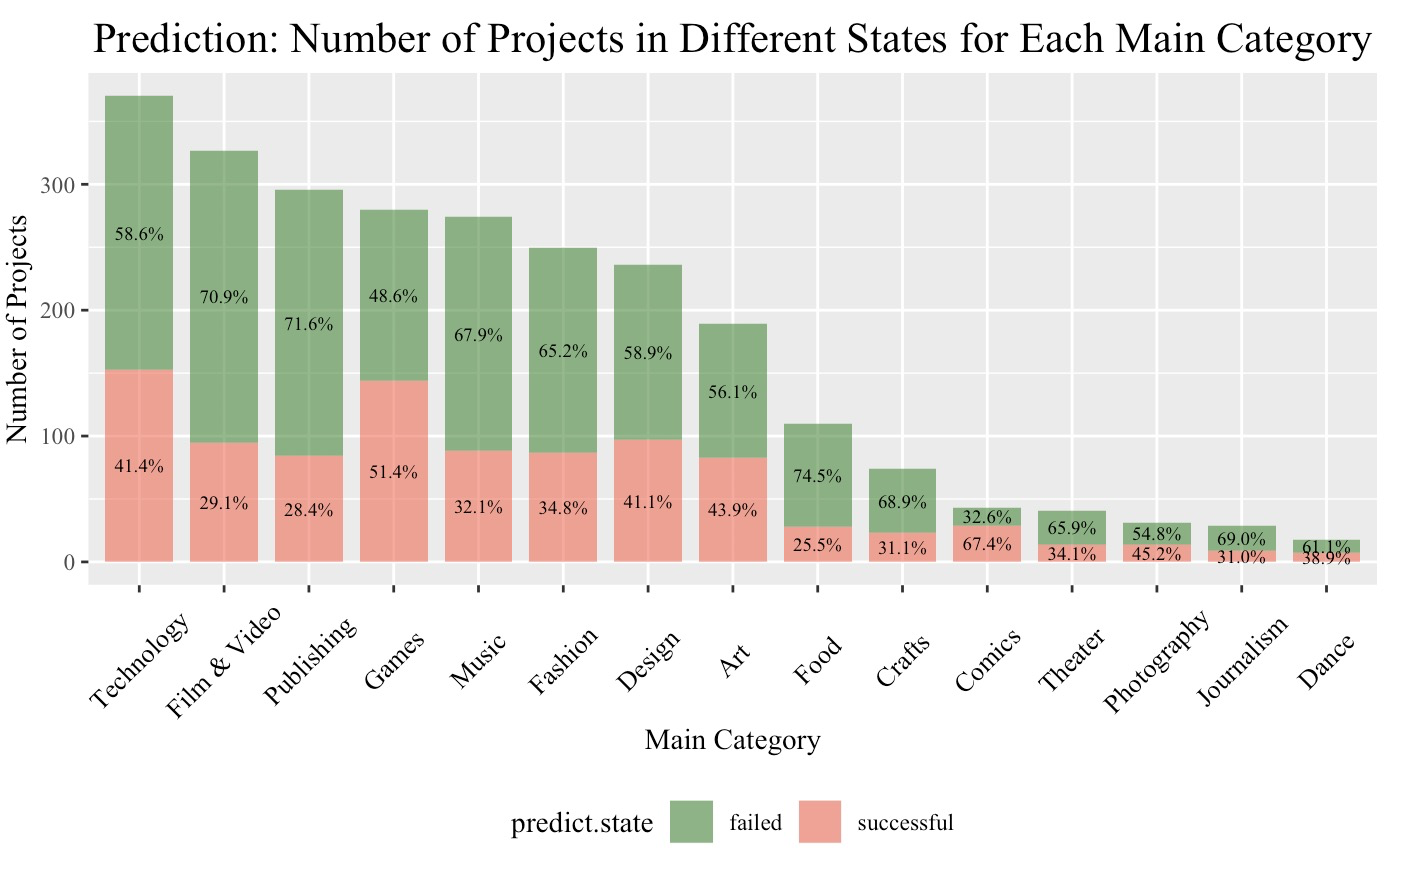 Prediction: Number of Projects in Different States for Each Main Category
Number of Projects
300
200
100
0
58.6%
41.4%
70.9%
29.1%
71.6%
28.4%
48.6%
51.4%
67.9%
32.1%
65.2%
34.8%
58.9%
41.1%
56.1%
43.9%
74.5%
25.5%
68.9%
31.1%
32.6%
67.4%
65.9%
34.1%
54.8%
45.2%
69.0%
31.0%
61.1%
38.9%
Technology
Film & Video
Publishing
Games
Music
Fashion
Design
Art
Food
Crafts
Comics
Theater
Photography
Journalism
Dance
Main Category
predict.state failed successful